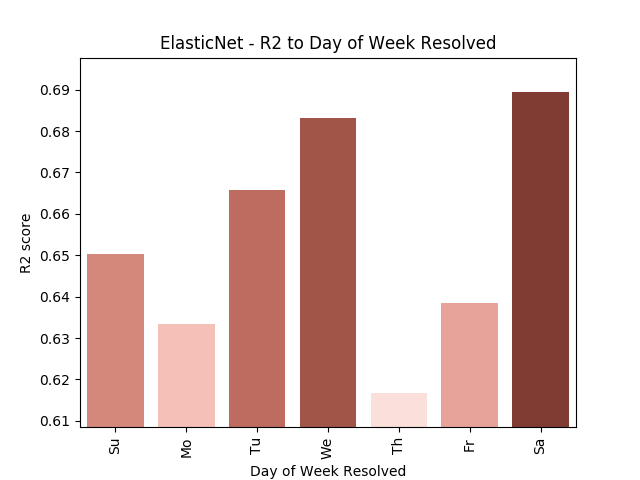 ElasticNet - R2 to Day of Week Resolved
R2 score
0.69
0.68
0.67
0.66
0.65
0.64
0.63
0.62
0.61
Su
Mo
Tu
We
Th
Fr
Sa
Day of Week Resolved